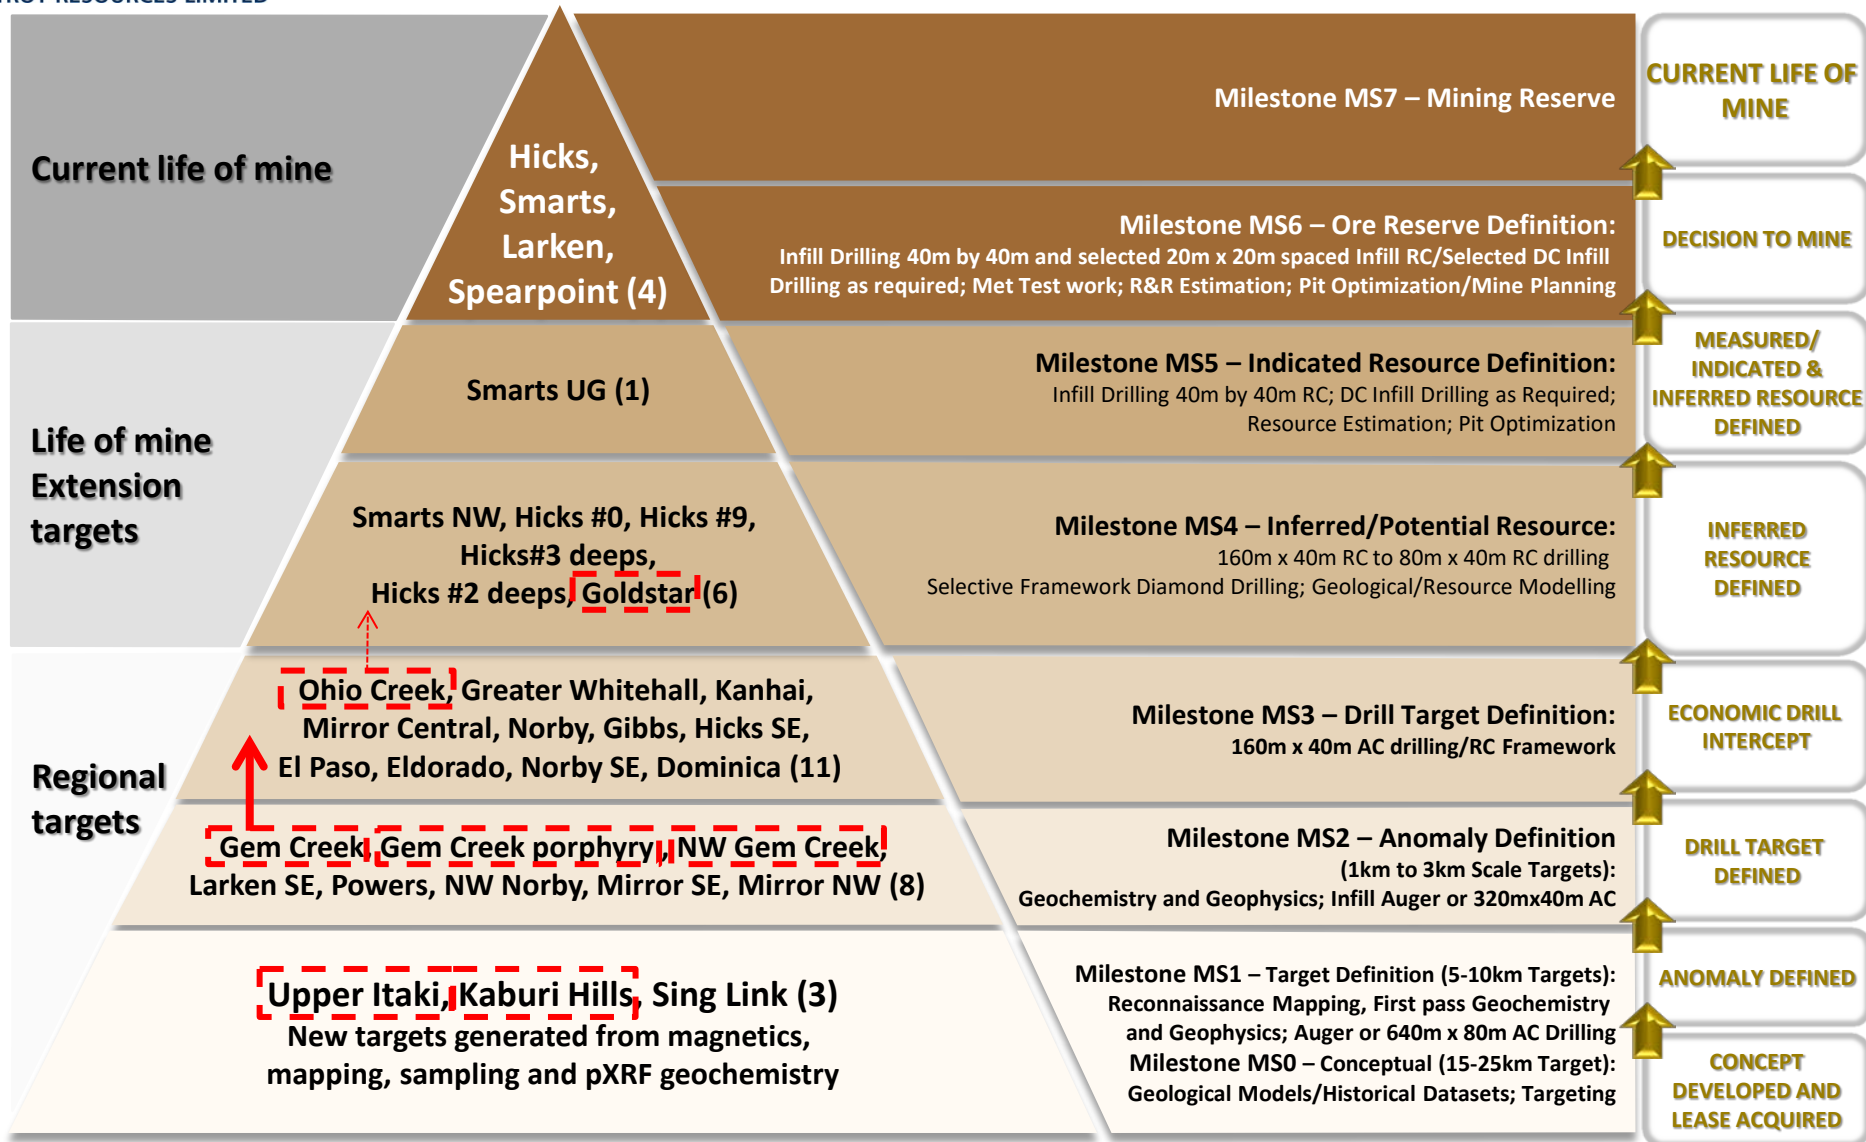 TROY RESOURCES LIMITED
Current life of mine
Hicks,
Smarts,
Larken,
Spearpoint (4)
Milestone MS7 – Mining Reserve
Milestone MS6 – Ore Reserve Definition:
Infill Drilling 40m by 40m and selected 20m x 20m spaced Infill RC/Selected DC Infill
Drilling as required; Met Test work; R&R Estimation; Pit Optimization/Mine Planning
CURRENT LIFE OF
MINE
DECISION TO MINE
Life of mine
Extension
targets
Smarts UG (1)
Milestone MS5 – Indicated Resource Definition:
Infill Drilling 40m by 40m RC; DC Infill Drilling as Required;
Resource Estimation; Pit Optimization
MEASURED/
INDICATED &
INFERRED RESOURCE
DEFINED
Smarts NW, Hicks #0, Hicks #9,
Hicks#3 deeps,
Hicks #2 deeps, Goldstar (6)
Milestone MS4 – Inferred/Potential Resource:
160m x 40m RC to 80m x 40m RC drilling
Selective Framework Diamond Drilling; Geological/Resource Modelling
INFERRED
RESOURCE
DEFINED
Regional
targets
Ohio Creek, Greater Whitehall, Kanhai,
Mirror Central, Norby, Gibbs, Hicks SE,
El Paso, Eldorado, Norby SE, Dominica (11)
Milestone MS3 – Drill Target Definition:
160m x 40m AC drilling/RC Framework
ECONOMIC DRILL
INTERCEPT
Gem Creek, Gem Creek porphyry, NW Gem Creek,
Larken SE, Powers, NW Norby, Mirror SE, Mirror NW (8)
Milestone MS2 – Anomaly Definition
(1km to 3km Scale Targets):
Geochemistry and Geophysics; Infill Auger or 320mx40m AC
DRILL TARGET
DEFINED
Upper Itaki, Kaburi Hills, Sing Link (3)
New targets generated from magnetics,
mapping, sampling and pXRF geochemistry
Milestone MS1 – Target Definition (5-10km Targets):
Reconnaissance Mapping, First pass Geochemistry
and Geophysics; Auger or 640m x 80m AC Drilling
Milestone MS0 – Conceptual (15-25km Target):
Geological Models/Historical Datasets; Targeting
ANOMALY DEFINED
CONCEPT
DEVELOPED AND
LEASE ACQUIRED